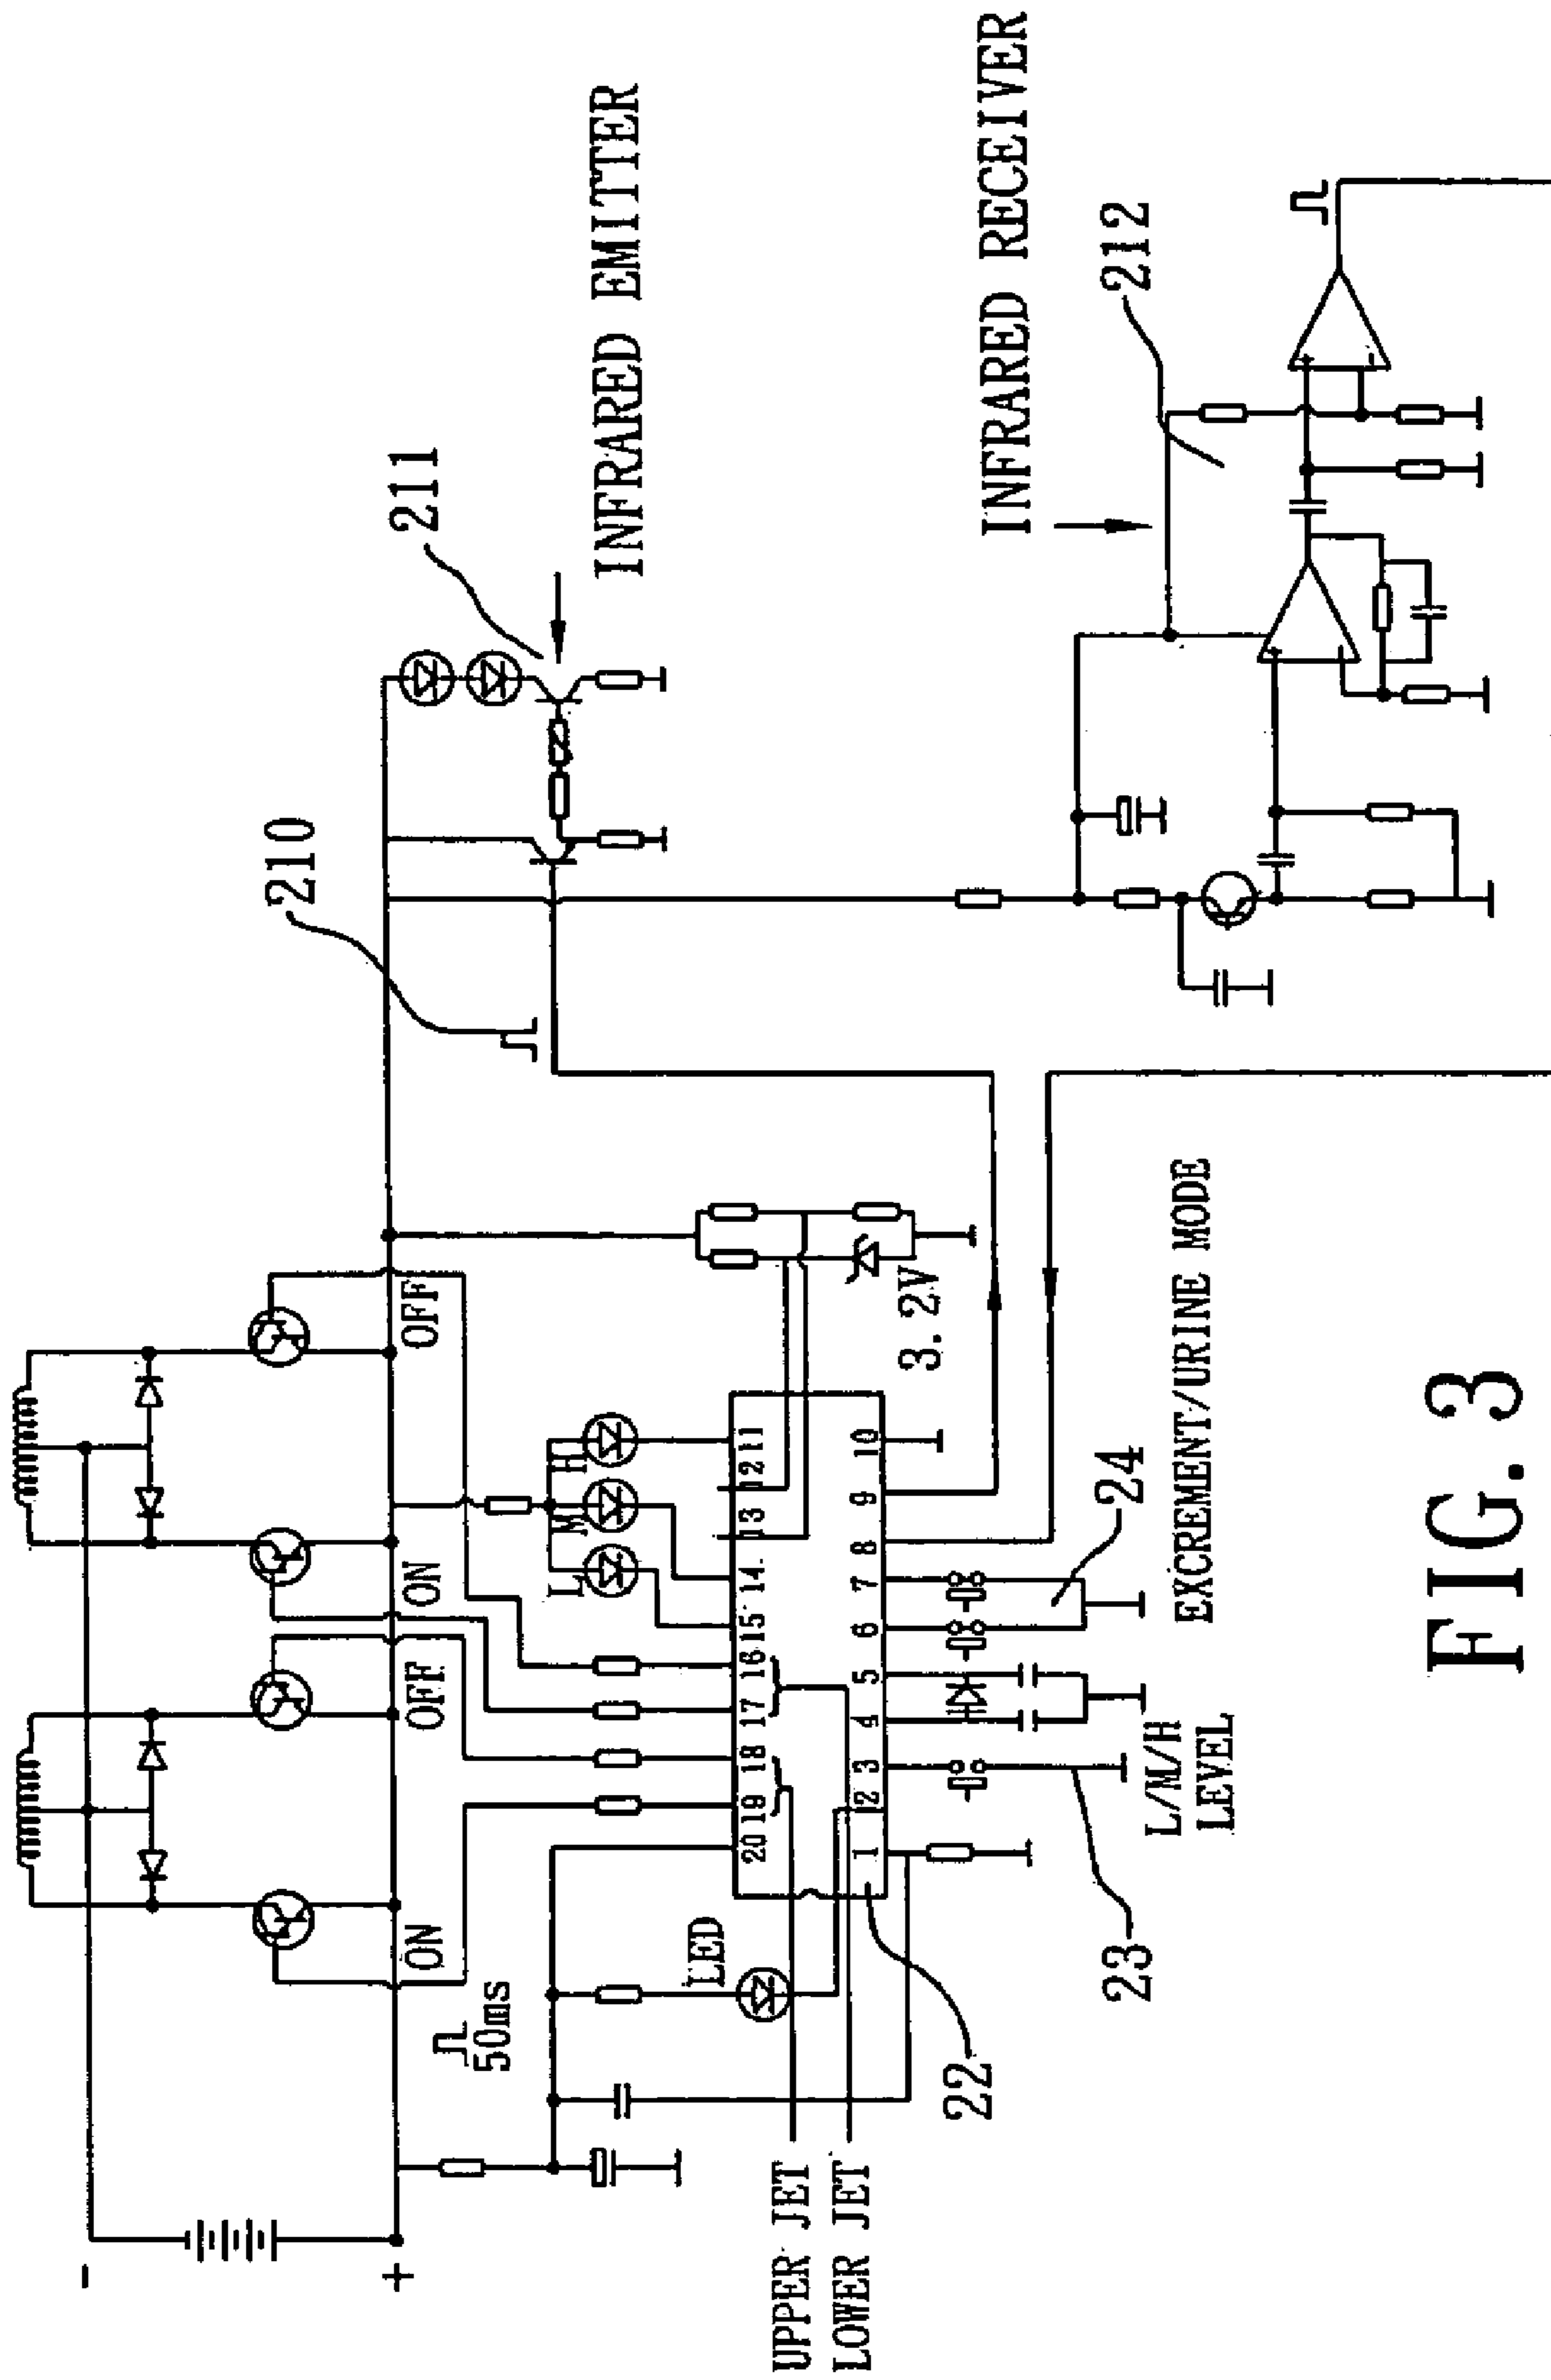 -
+
50ms
ON
OFF
ON
OFF
210
211
INFRARED EMITTER
UPPER JET
LOWER JET
LED
L
M
H
20
19
18
17
16
15
14
13
12
11
1
2
3
4
5
6
7
8
9
10
3.2V
22
23
L/M/H
LEVEL
24
EXCREMENT/URINE MODE
INFRARED RECEIVER
212
+
-
+
-
FIG. 3